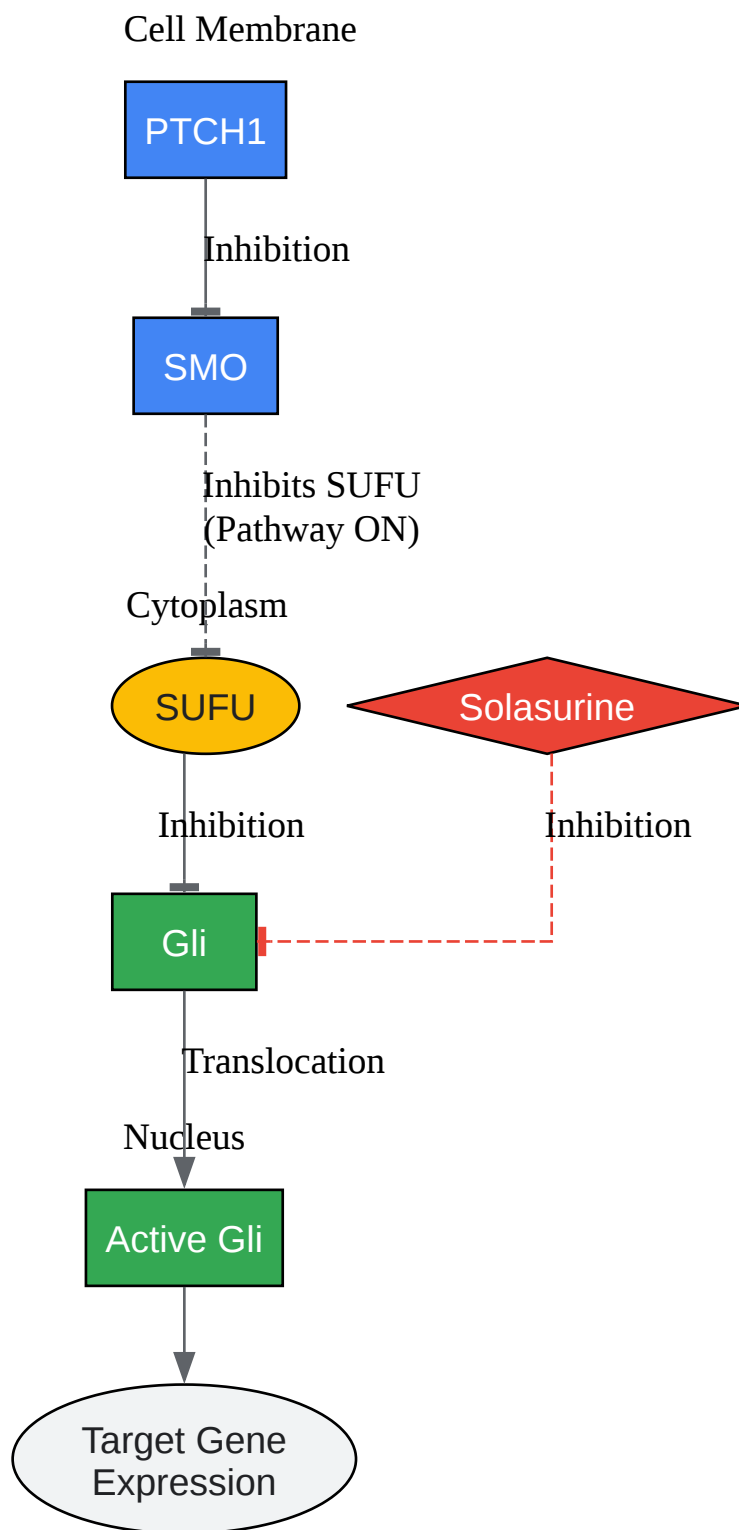 Cell Membrane
PTCH1
Inhibition
SMO
Inhibits SUFU
(Pathway ON)
Cytoplasm
SUFU
Solasurine
Inhibition
Inhibition
Gli
Translocation
Nucleus
Active Gli
Target Gene
Expression